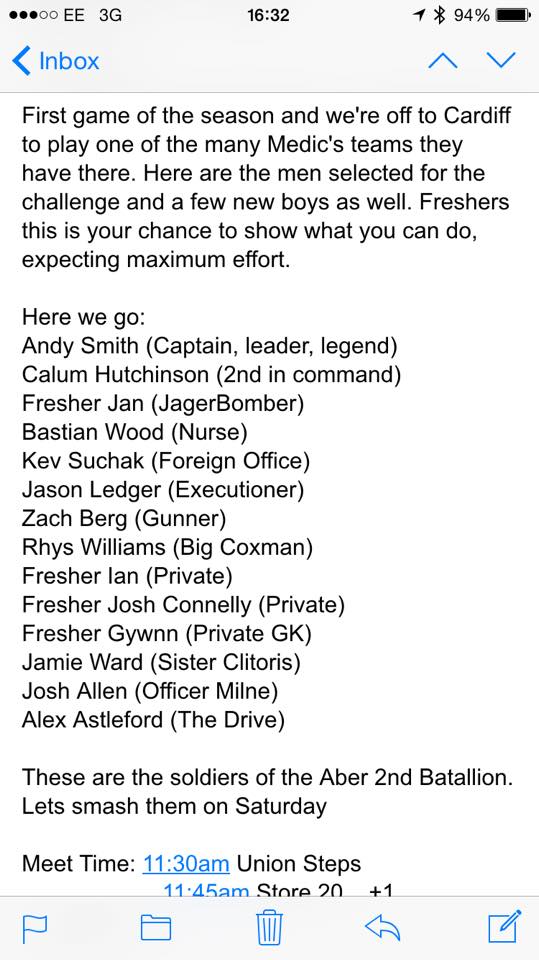 EE 3G 16:32 94%
Inbox
First game of the season and we're off to Cardiff
to play one of the many Medic's teams they
have there. Here are the men selected for the
challenge and a few new boys as well. Freshers
this is your chance to show what you can do,
expecting maximum effort.
Here we go:
Andy Smith (Captain, leader, legend)
Calum Hutchinson (2nd in command)
Fresher Jan (JagerBomber)
Bastian Wood (Nurse)
Kev Suchak (Foreign Office)
Jason Ledger (Executioner)
Zach Berg (Gunner)
Rhys Williams (Big Coxman)
Fresher Ian (Private)
Fresher Josh Connelly (Private)
Fresher Gywnn (Private GK)
Jamie Ward (Sister Clitoris)
Josh Allen (Officer Milne)
Alex Astleford (The Drive)
These are the soldiers of the Aber 2nd Batallion.
Lets smash them on Saturday
Meet Time: 11:30am Union Steps
11:45am Store 20 +1